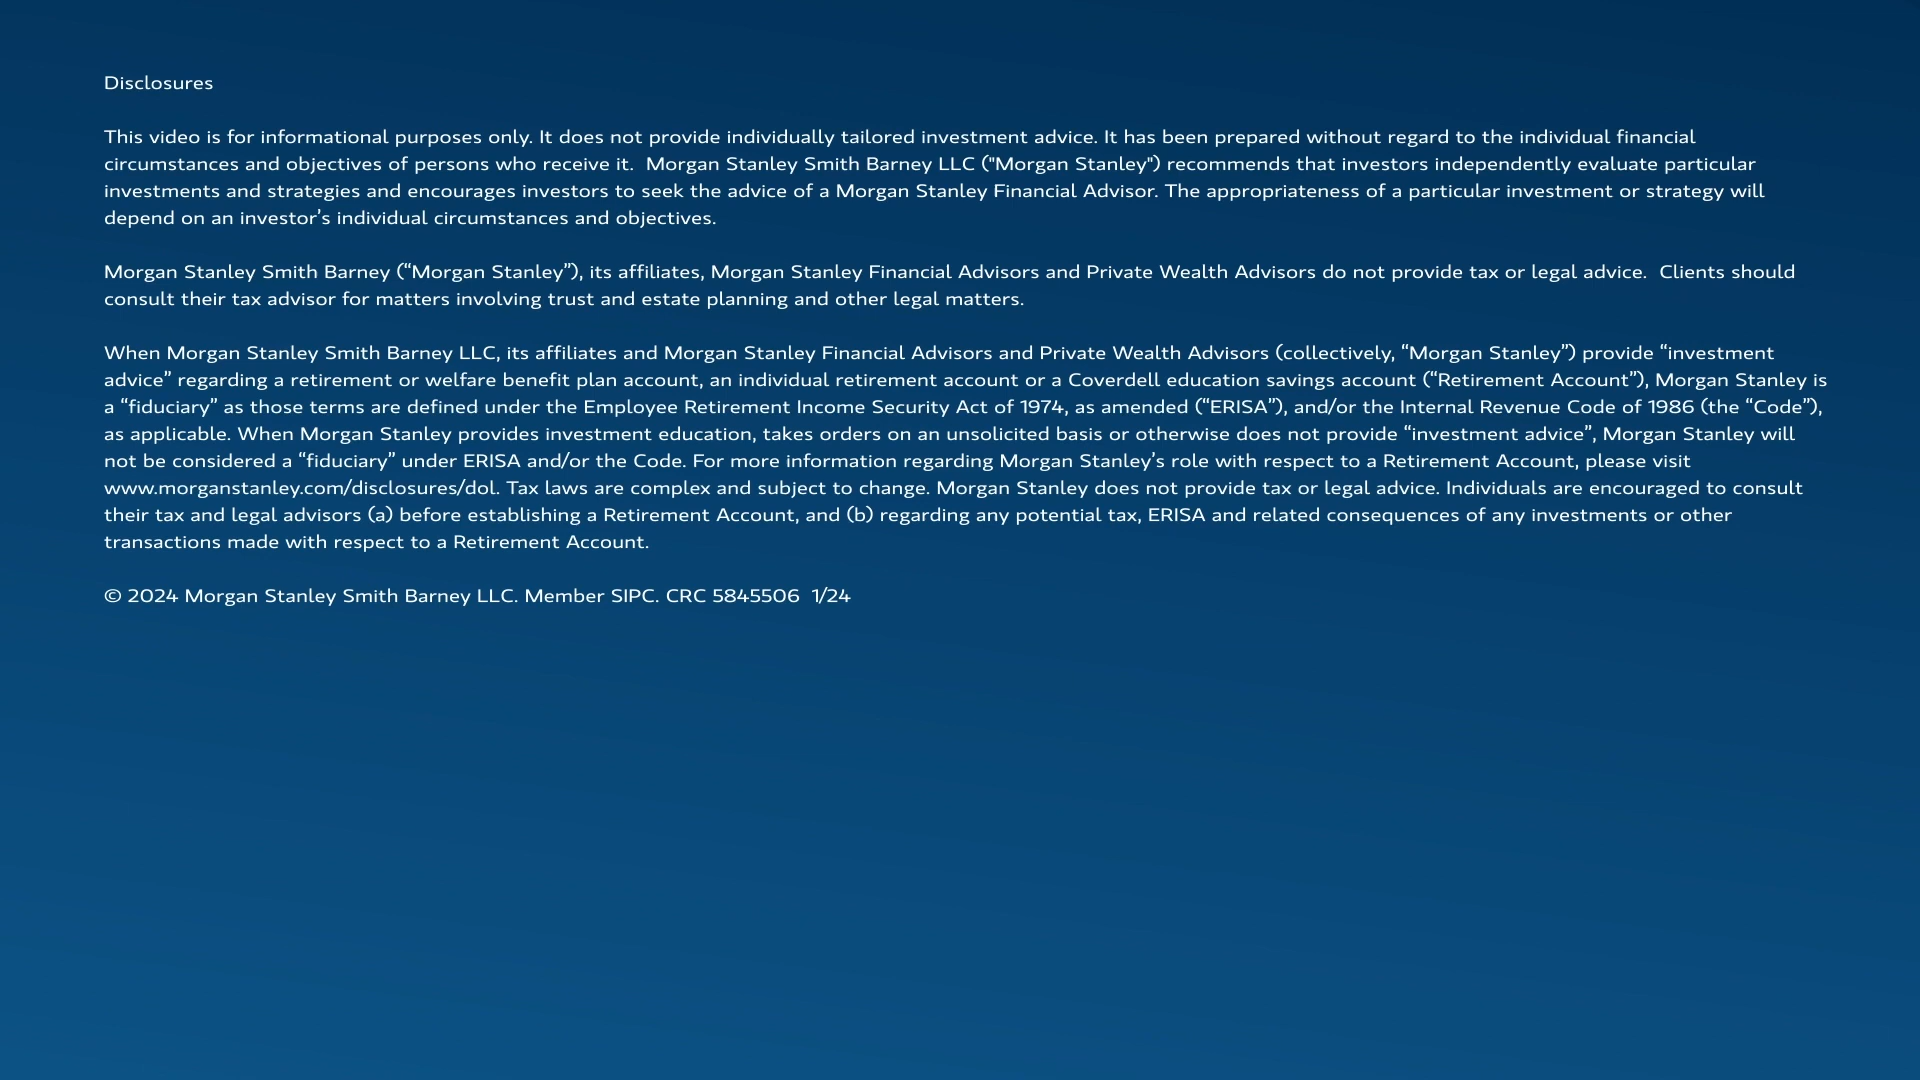 Disclosures
This video is for informational purposes only. It does not provide individually tailored investment advice. It has been prepared without regard to the individual financial
circumstances and objectives of persons who receive it.  Morgan Stanley Smith Barney LLC ("Morgan Stanley") recommends that investors independently evaluate particular
investments and strategies and encourages investors to seek the advice of a Morgan Stanley Financial Advisor. The appropriateness of a particular investment or strategy will
depend on an investor’s individual circumstances and objectives.
Morgan Stanley Smith Barney (“Morgan Stanley”), its affiliates, Morgan Stanley Financial Advisors and Private Wealth Advisors do not provide tax or legal advice.  Clients should
consult their tax advisor for matters involving trust and estate planning and other legal matters.
When Morgan Stanley Smith Barney LLC, its affiliates and Morgan Stanley Financial Advisors and Private Wealth Advisors (collectively, “Morgan Stanley”) provide “investment
advice” regarding a retirement or welfare benefit plan account, an individual retirement account or a Coverdell education savings account (“Retirement Account”), Morgan Stanley is
a “fiduciary” as those terms are defined under the Employee Retirement Income Security Act of 1974, as amended (“ERISA”), and/or the Internal Revenue Code of 1986 (the “Code”),
as applicable. When Morgan Stanley provides investment education, takes orders on an unsolicited basis or otherwise does not provide “investment advice”, Morgan Stanley will
not be considered a “fiduciary” under ERISA and/or the Code. For more information regarding Morgan Stanley’s role with respect to a Retirement Account, please visit
www.morganstanley.com/disclosures/dol. Tax laws are complex and subject to change. Morgan Stanley does not provide tax or legal advice. Individuals are encouraged to consult
their tax and legal advisors (a) before establishing a Retirement Account, and (b) regarding any potential tax, ERISA and related consequences of any investments or other
transactions made with respect to a Retirement Account.
© 2024 Morgan Stanley Smith Barney LLC. Member SIPC. CRC 5845506  1/24